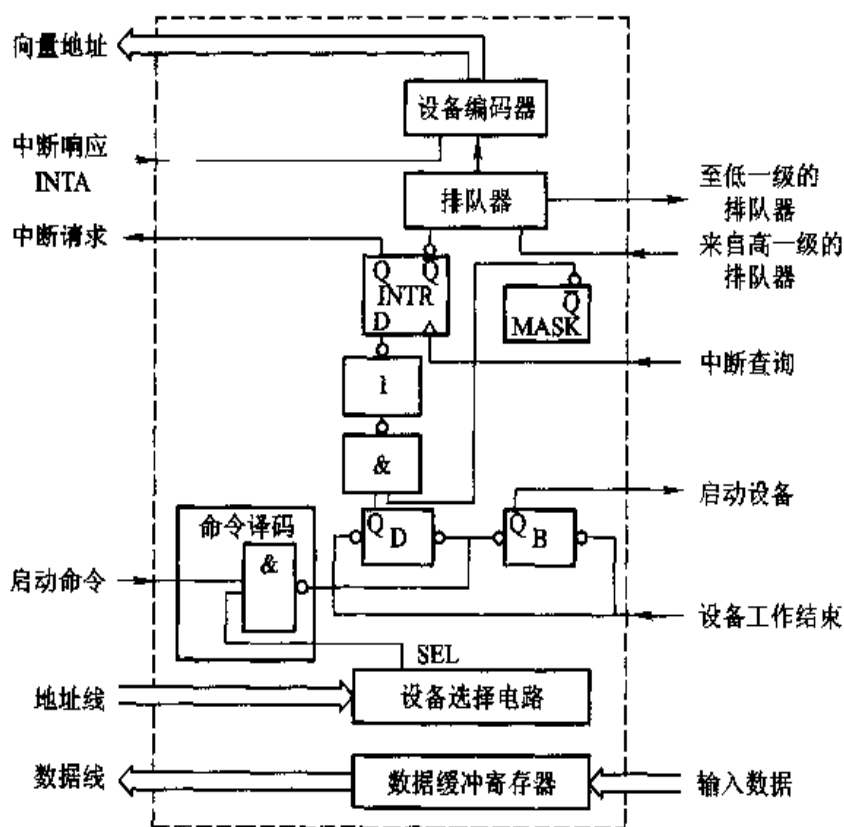 向量地址
设备编码器
中断响应
INTA
排队器
至低一级的
排队器
中断请求
来自高一级的
排队器
Q
Q̅
INTR
D
Q̅
MASK
中断查询
1
&
启动设备
命令译码
Q
D
Q
B
&
启动命令
设备工作结束
SEL
地址线
设备选择电路
数据线
数据缓冲寄存器
输入数据